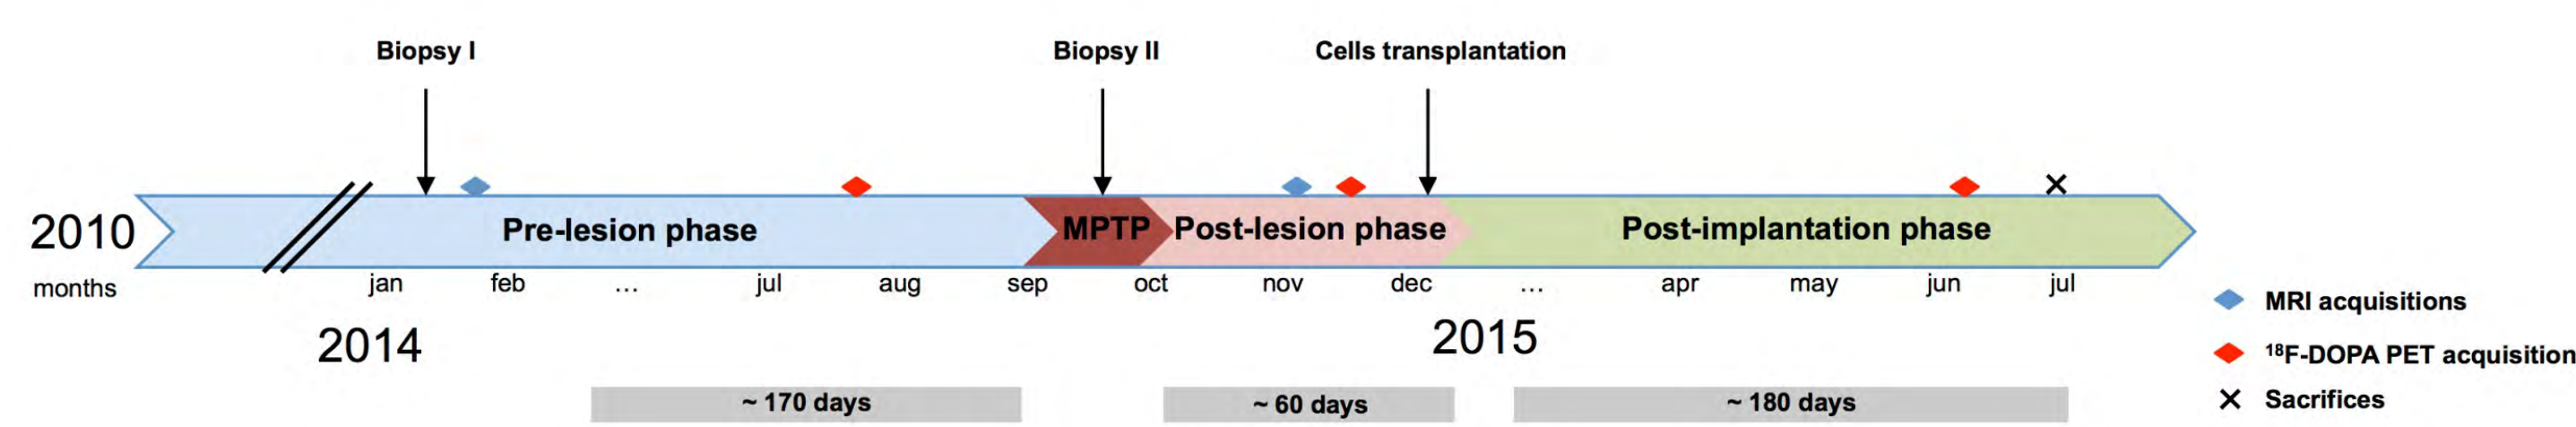 Biopsy I
Biopsy II
Cells transplantation
2010
Pre-lesion phase
MPTP
Post-lesion phase
Post-implantation phase
months
jan
feb
...
jul
aug
sep
oct
nov
dec
...
apr
may
jun
jul
2014
2015
~ 170 days
~ 60 days
~ 180 days
MRI acquisitions
18F-DOPA PET acquisition
Sacrifices